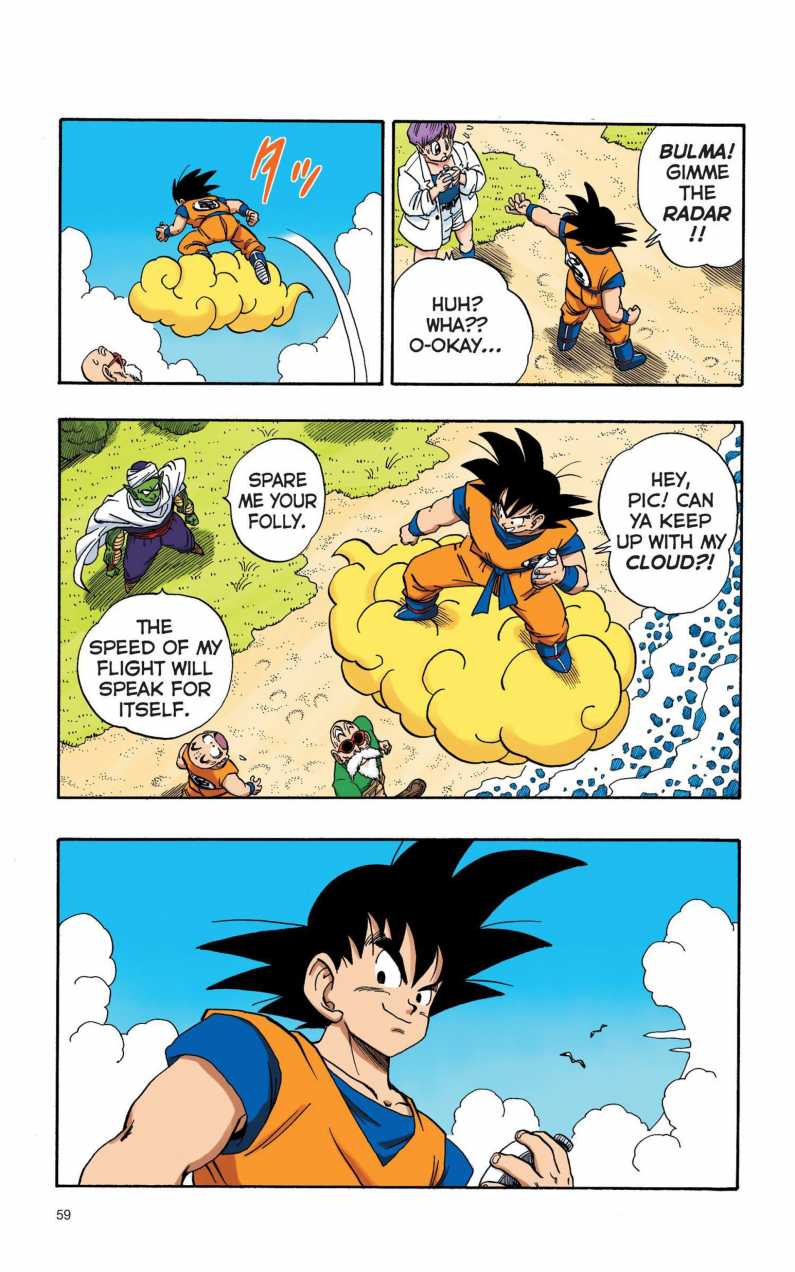 BULMA!
GIMME
THE
RADAR
!!
HUH?
WHA??
O-OKAY...
タッ
HEY,
PIC! CAN
YA KEEP
UP WITH MY
CLOUD?!
SPARE
ME YOUR
FOLLY.
THE
SPEED OF MY
FLIGHT WILL
SPEAK FOR
ITSELF.
59